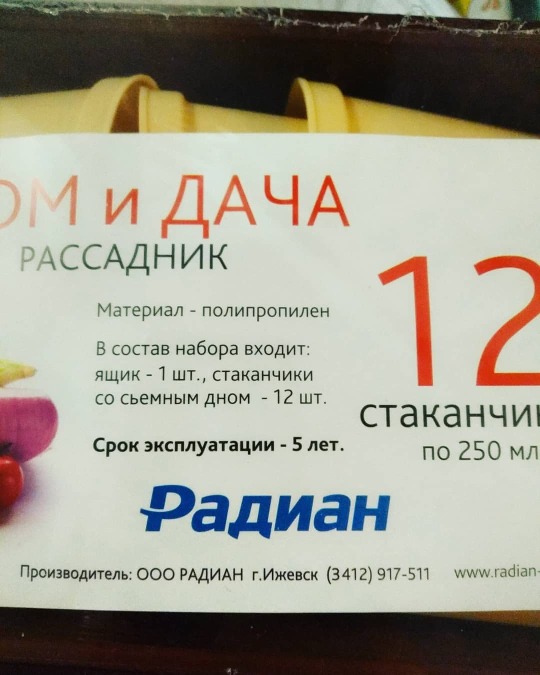 ОМ и ДАЧА
РАССАДНИК
Материал - полипропилен
В состав набора входит:
ящик - 1 шт., стаканчики
со сьемным дном - 12 шт.
Срок эксплуатации - 5 лет.
12
стаканчи
по 250 мл
Радиан
Производитель: ООО РАДИАН г.Ижевск (3412) 917-511 www.radian-